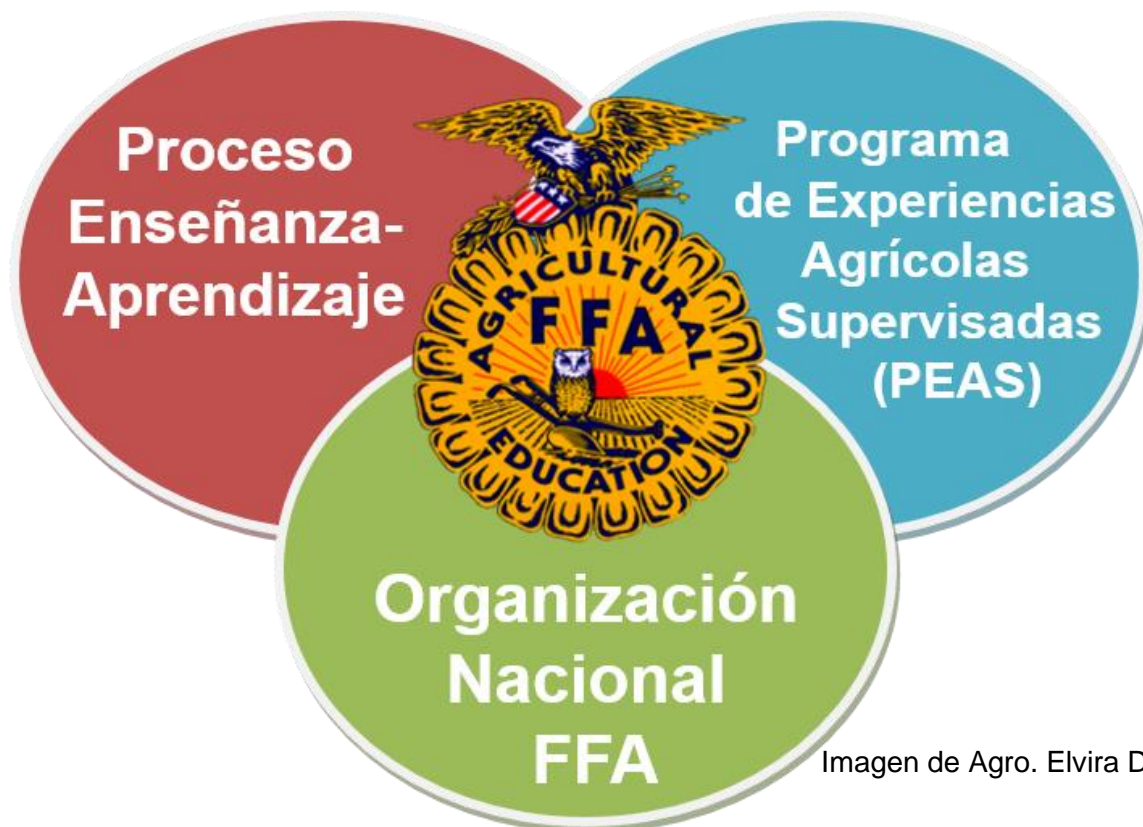 Proceso
Enseñanza-
Aprendizaje
Programa
de Experiencias
Agrícolas
Supervisadas
(PEAS)
AGRICULTURAL
FFA
EDUCATION
Organización
Nacional
FFA
Imagen de Agro. Elvira D